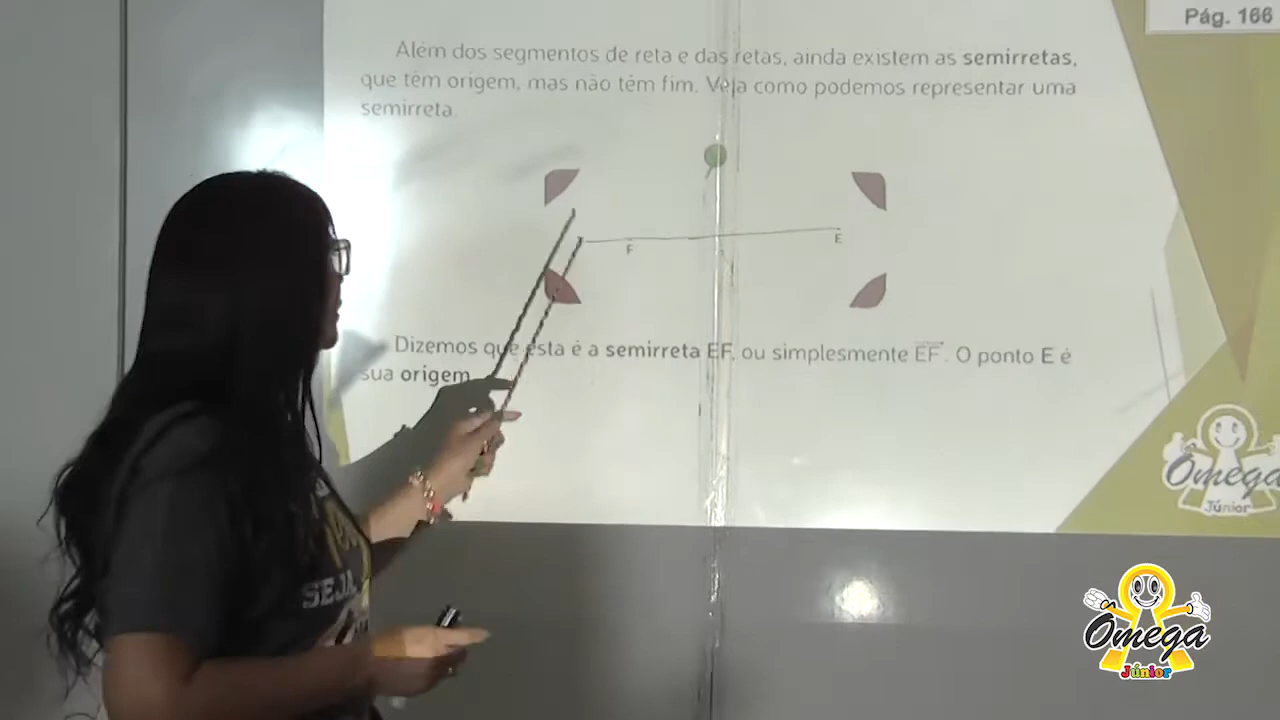 Pág. 166
Além dos segmentos de reta e das retas, ainda existem as semirretas,
que têm origem, mas não têm fim. Veja como podemos representar uma
semirreta.
F
E
Dizemos que esta é a semirreta EF, ou simplesmente EF. O ponto E é
sua origem
Ômega
Júnior
SEJA
Ômega
Júnior